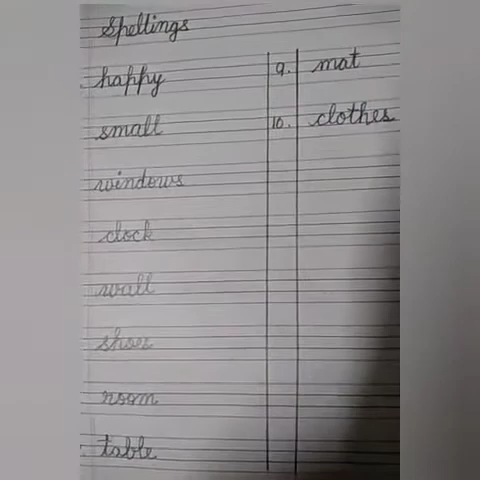 Spellings
happy
small
windows
clock
wall
shoes
room
table
9. mat
10. clothes